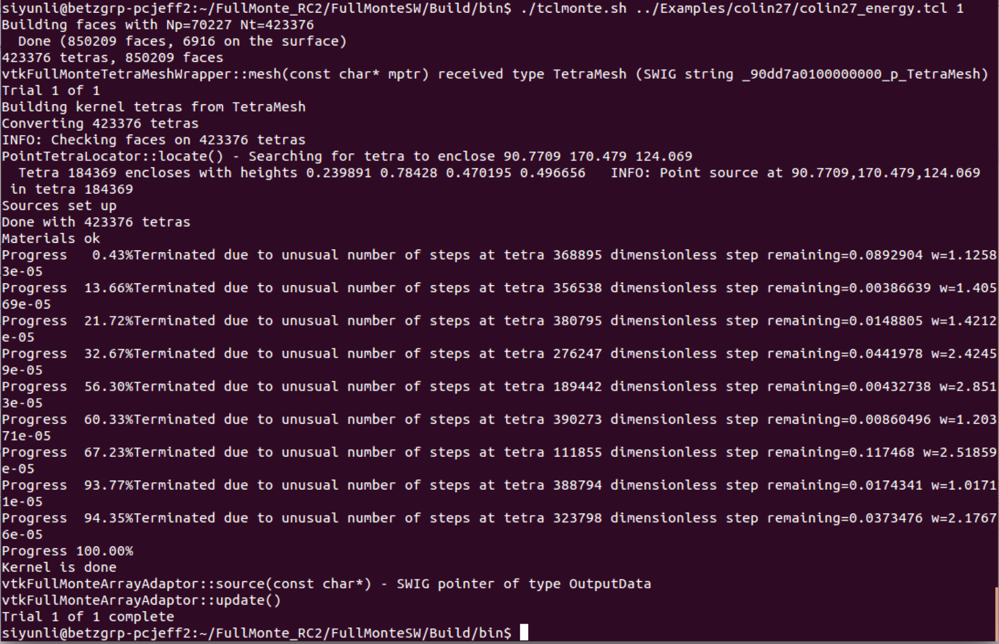 siyunli@betzgrp-pcjeff2:~/FullMonte_RC2/FullMonteSW/Build/bin$ ./tclmonte.sh ../Examples/colin27/colin27_energy.tcl 1
Building faces with Np=70227 Nt=423376
  Done (850209 faces, 6916 on the surface)
423376 tetras, 850209 faces
vtkFullMonteTetraMeshWrapper::mesh(const char* mptr) received type TetraMesh (SWIG string _90dd7a0100000000_p_TetraMesh)
Trial 1 of 1
Building kernel tetras from TetraMesh
Converting 423376 tetras
INFO: Checking faces on 423376 tetras
PointTetraLocator::locate() - Searching for tetra to enclose 90.7709 170.479 124.069
  Tetra 184369 encloses with heights 0.239891 0.78428 0.470195 0.496656   INFO: Point source at 90.7709,170.479,124.069
 in tetra 184369
Sources set up
Done with 423376 tetras
Materials ok
Progress   0.43%Terminated due to unusual number of steps at tetra 368895 dimensionless step remaining=0.0892904 w=1.1258
3e-05
Progress  13.66%Terminated due to unusual number of steps at tetra 356538 dimensionless step remaining=0.00386639 w=1.405
69e-05
Progress  21.72%Terminated due to unusual number of steps at tetra 380795 dimensionless step remaining=0.0148805 w=1.4212
e-05
Progress  32.67%Terminated due to unusual number of steps at tetra 276247 dimensionless step remaining=0.0441978 w=2.4245
9e-05
Progress  56.30%Terminated due to unusual number of steps at tetra 189442 dimensionless step remaining=0.00432738 w=2.851
3e-05
Progress  60.33%Terminated due to unusual number of steps at tetra 390273 dimensionless step remaining=0.00860496 w=1.203
71e-05
Progress  67.23%Terminated due to unusual number of steps at tetra 111855 dimensionless step remaining=0.117468 w=2.51859
e-05
Progress  93.77%Terminated due to unusual number of steps at tetra 388794 dimensionless step remaining=0.0174341 w=1.0171
1e-05
Progress  94.35%Terminated due to unusual number of steps at tetra 323798 dimensionless step remaining=0.0373476 w=2.1767
6e-05
Progress 100.00%
Kernel is done
vtkFullMonteArrayAdaptor::source(const char*) - SWIG pointer of type OutputData
vtkFullMonteArrayAdaptor::update()
Trial 1 of 1 complete
siyunli@betzgrp-pcjeff2:~/FullMonte_RC2/FullMonteSW/Build/bin$